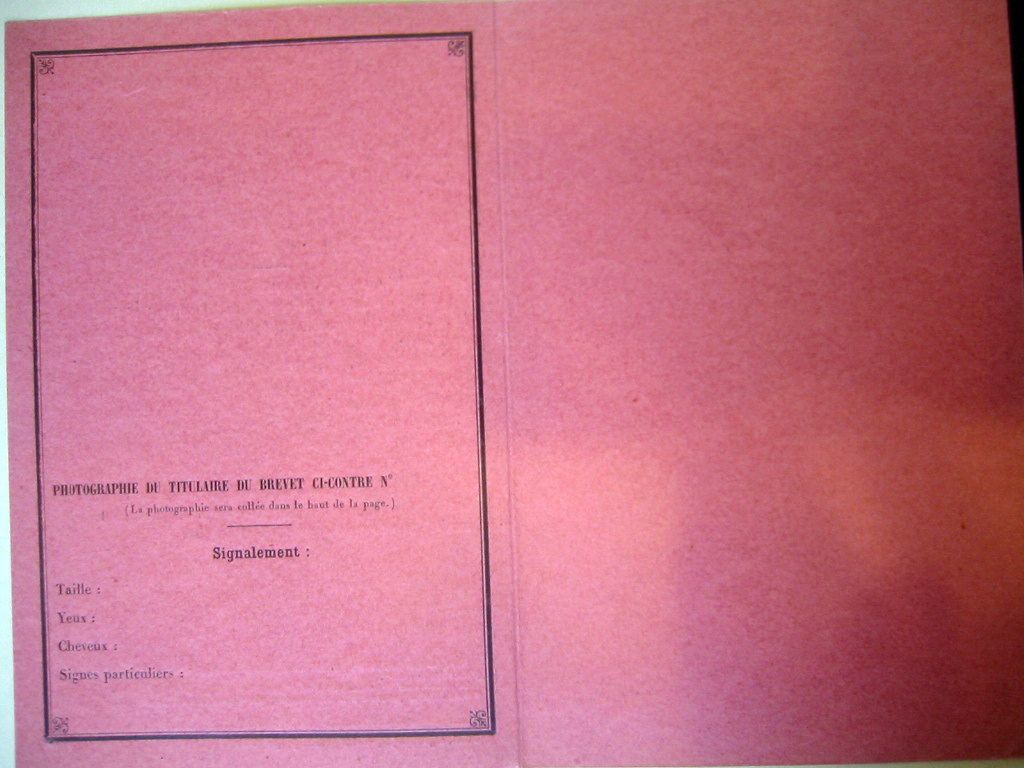 PHOTOGRAPHIE DU TITULAIRE DU BREVET CI-CONTRE N°
(La photographie sera collée dans le haut de la page.)
Signalement :
Taille :
Yeux :
Cheveux :
Signes particuliers :